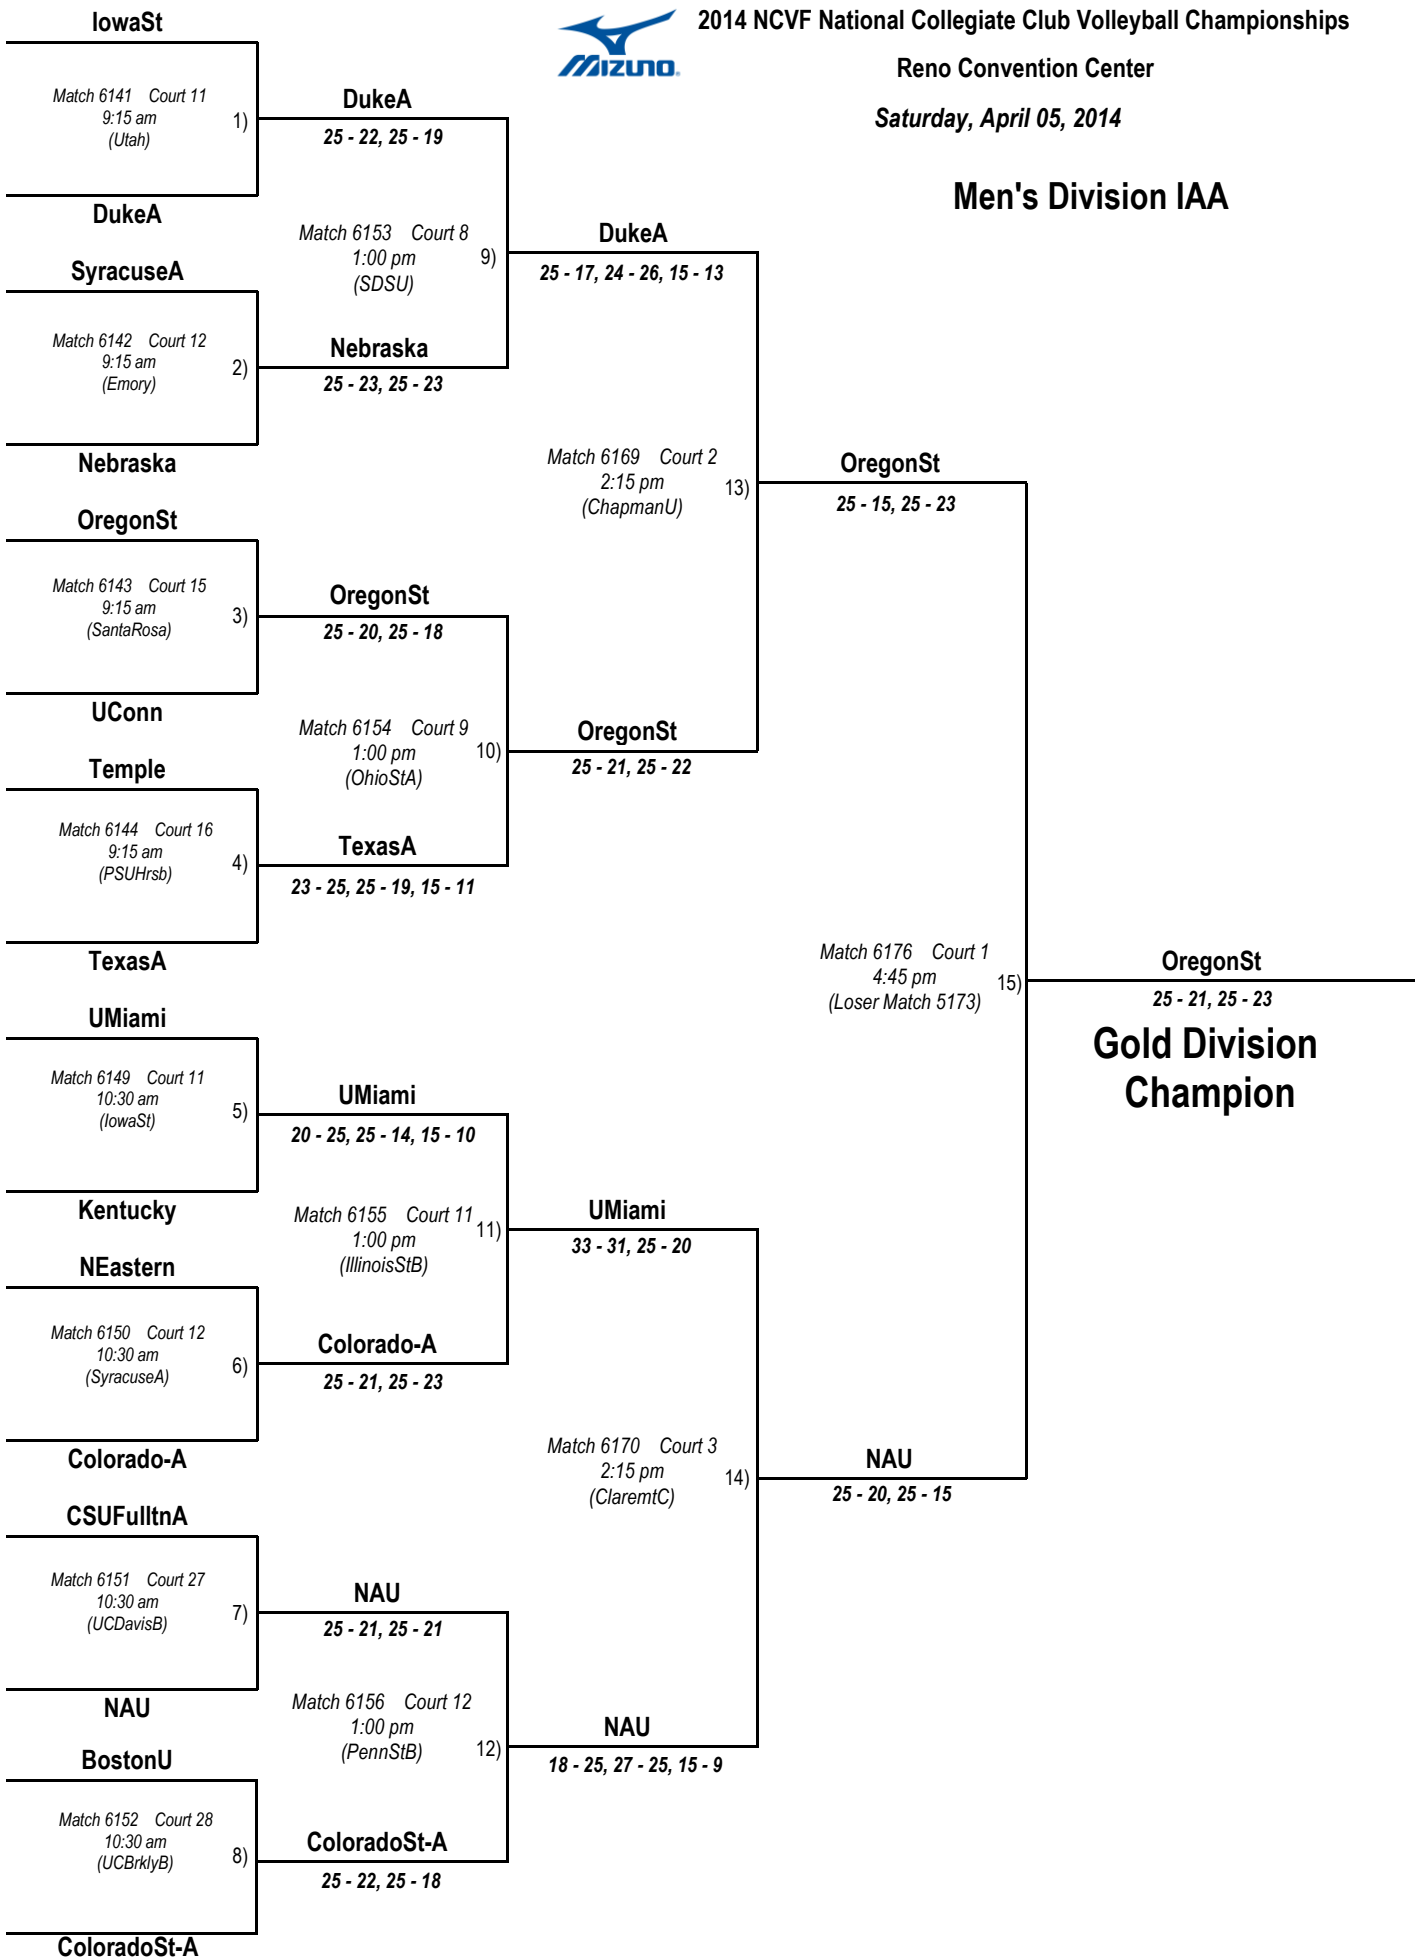 IowaSt
2014 NCVF National Collegiate Club Volleyball Championships
MIZUNO.
Reno Convention Center
Saturday, April 05, 2014
Men's Division IAA
Match 6141 Court 11
9:15 am
(Utah)
1)
DukeA
25 - 22, 25 - 19
DukeA
Match 6153 Court 8
1:00 pm
(SDSU)
9)
DukeA
25 - 17, 24 - 26, 15 - 13
SyracuseA
Match 6142 Court 12
9:15 am
(Emory)
2)
Nebraska
25 - 23, 25 - 23
Nebraska
Match 6169 Court 2
2:15 pm
(ChapmanU)
13)
OregonSt
25 - 15, 25 - 23
OregonSt
Match 6143 Court 15
9:15 am
(SantaRosa)
3)
OregonSt
25 - 20, 25 - 18
UConn
Match 6154 Court 9
1:00 pm
(OhioStA)
10)
OregonSt
25 - 21, 25 - 22
Temple
Match 6144 Court 16
9:15 am
(PSUHrsb)
4)
TexasA
23 - 25, 25 - 19, 15 - 11
TexasA
Match 6176 Court 1
4:45 pm
(Loser Match 5173)
15)
OregonSt
25 - 21, 25 - 23
Gold Division
Champion
UMiami
Match 6149 Court 11
10:30 am
(IowaSt)
5)
UMiami
20 - 25, 25 - 14, 15 - 10
Kentucky
Match 6155 Court 11
1:00 pm
(IllinoisStB)
11)
UMiami
33 - 31, 25 - 20
NEastern
Match 6150 Court 12
10:30 am
(SyracuseA)
6)
Colorado-A
25 - 21, 25 - 23
Colorado-A
Match 6170 Court 3
2:15 pm
(ClaremtC)
14)
NAU
25 - 20, 25 - 15
CSUFulltnA
Match 6151 Court 27
10:30 am
(UCDavisB)
7)
NAU
25 - 21, 25 - 21
NAU
Match 6156 Court 12
1:00 pm
(PennStB)
12)
NAU
18 - 25, 27 - 25, 15 - 9
BostonU
Match 6152 Court 28
10:30 am
(UCBrklyB)
8)
ColoradoSt-A
25 - 22, 25 - 18
ColoradoSt-A